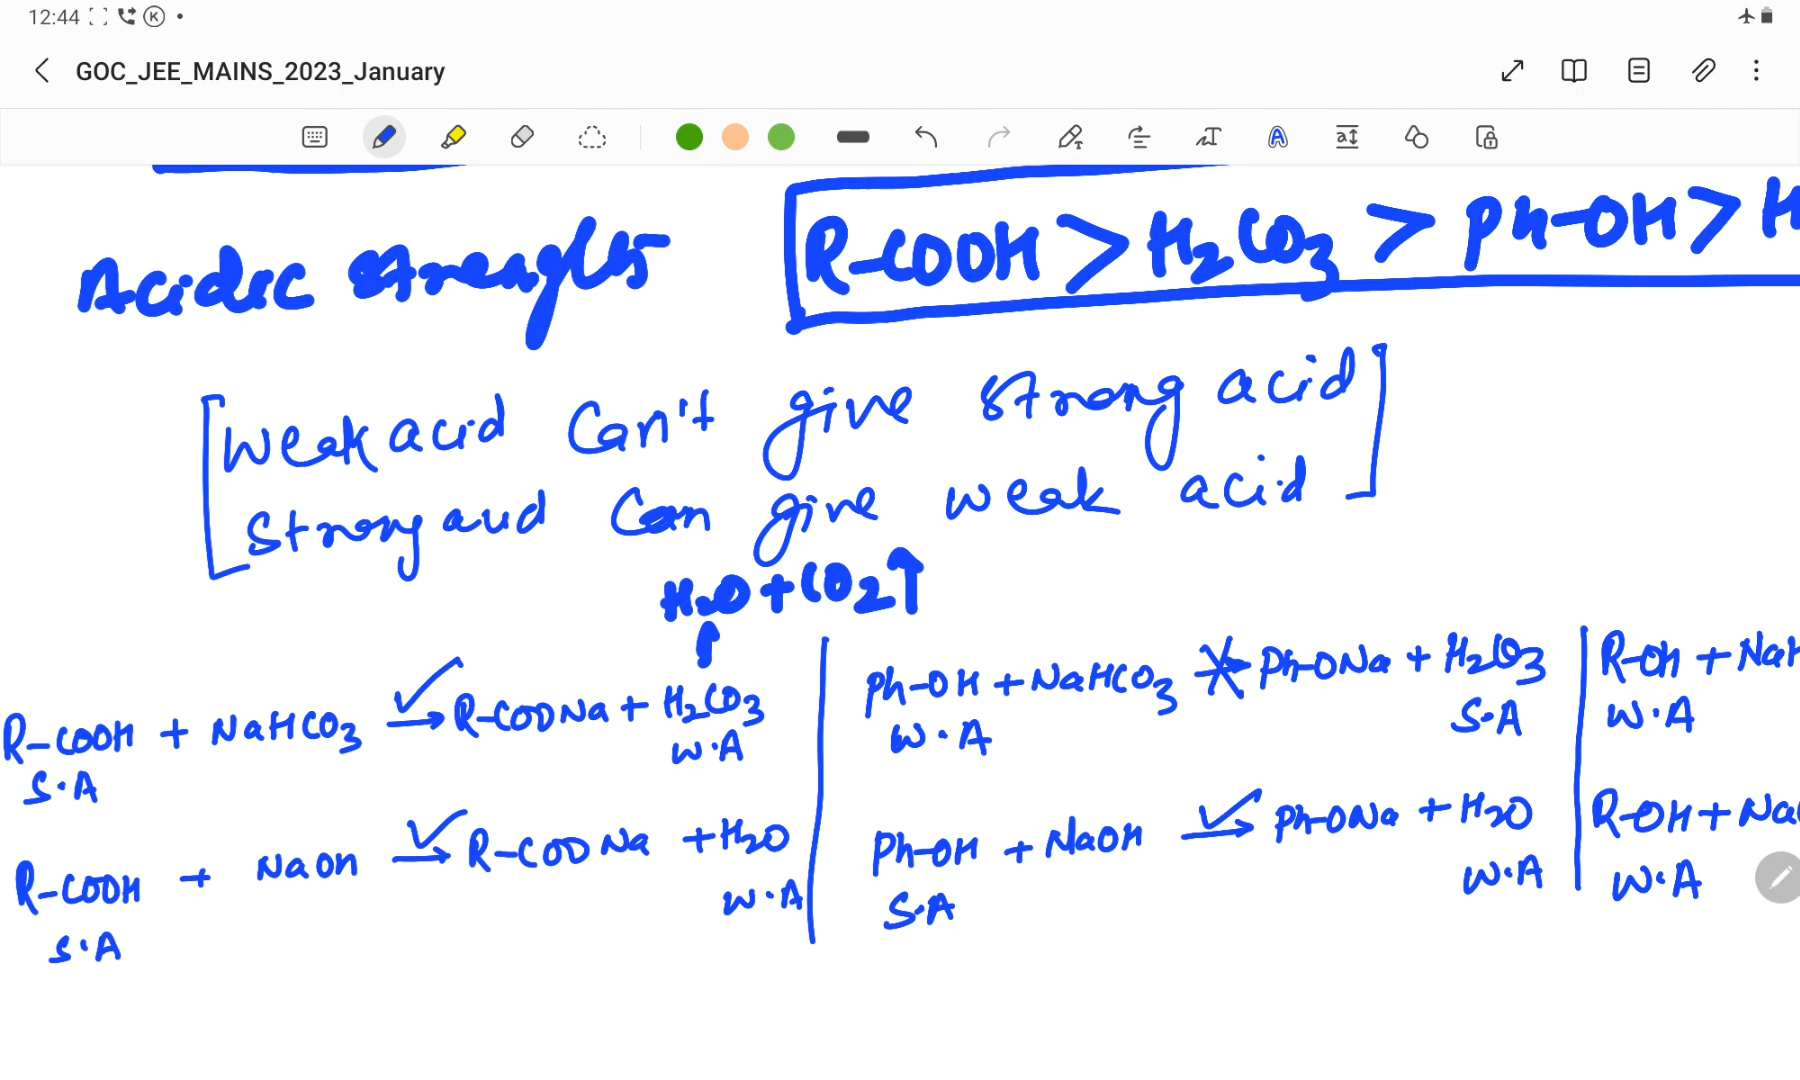 12:44
GOC_JEE_MAINS_2023_January
Acidic strength
R-COOH > H₂CO₃ > Ph-OH > H
[Weak acid can't give strong acid]
strong acid can give weak acid
H₂O + CO₂ ↑
R-COOH + NaHCO₃ → R-COONa + H₂CO₃
S.A W.A
R-COOH + NaOH → R-COONa + H₂O
S.A W.A
Ph-OH + NaHCO₃ → Ph-ONa + H₂CO₃
W.A S.A
Ph-OH + NaOH → Ph-ONa + H₂O
S.A W.A
R-OH + NaH
W.A
R-OH + Na
W.A